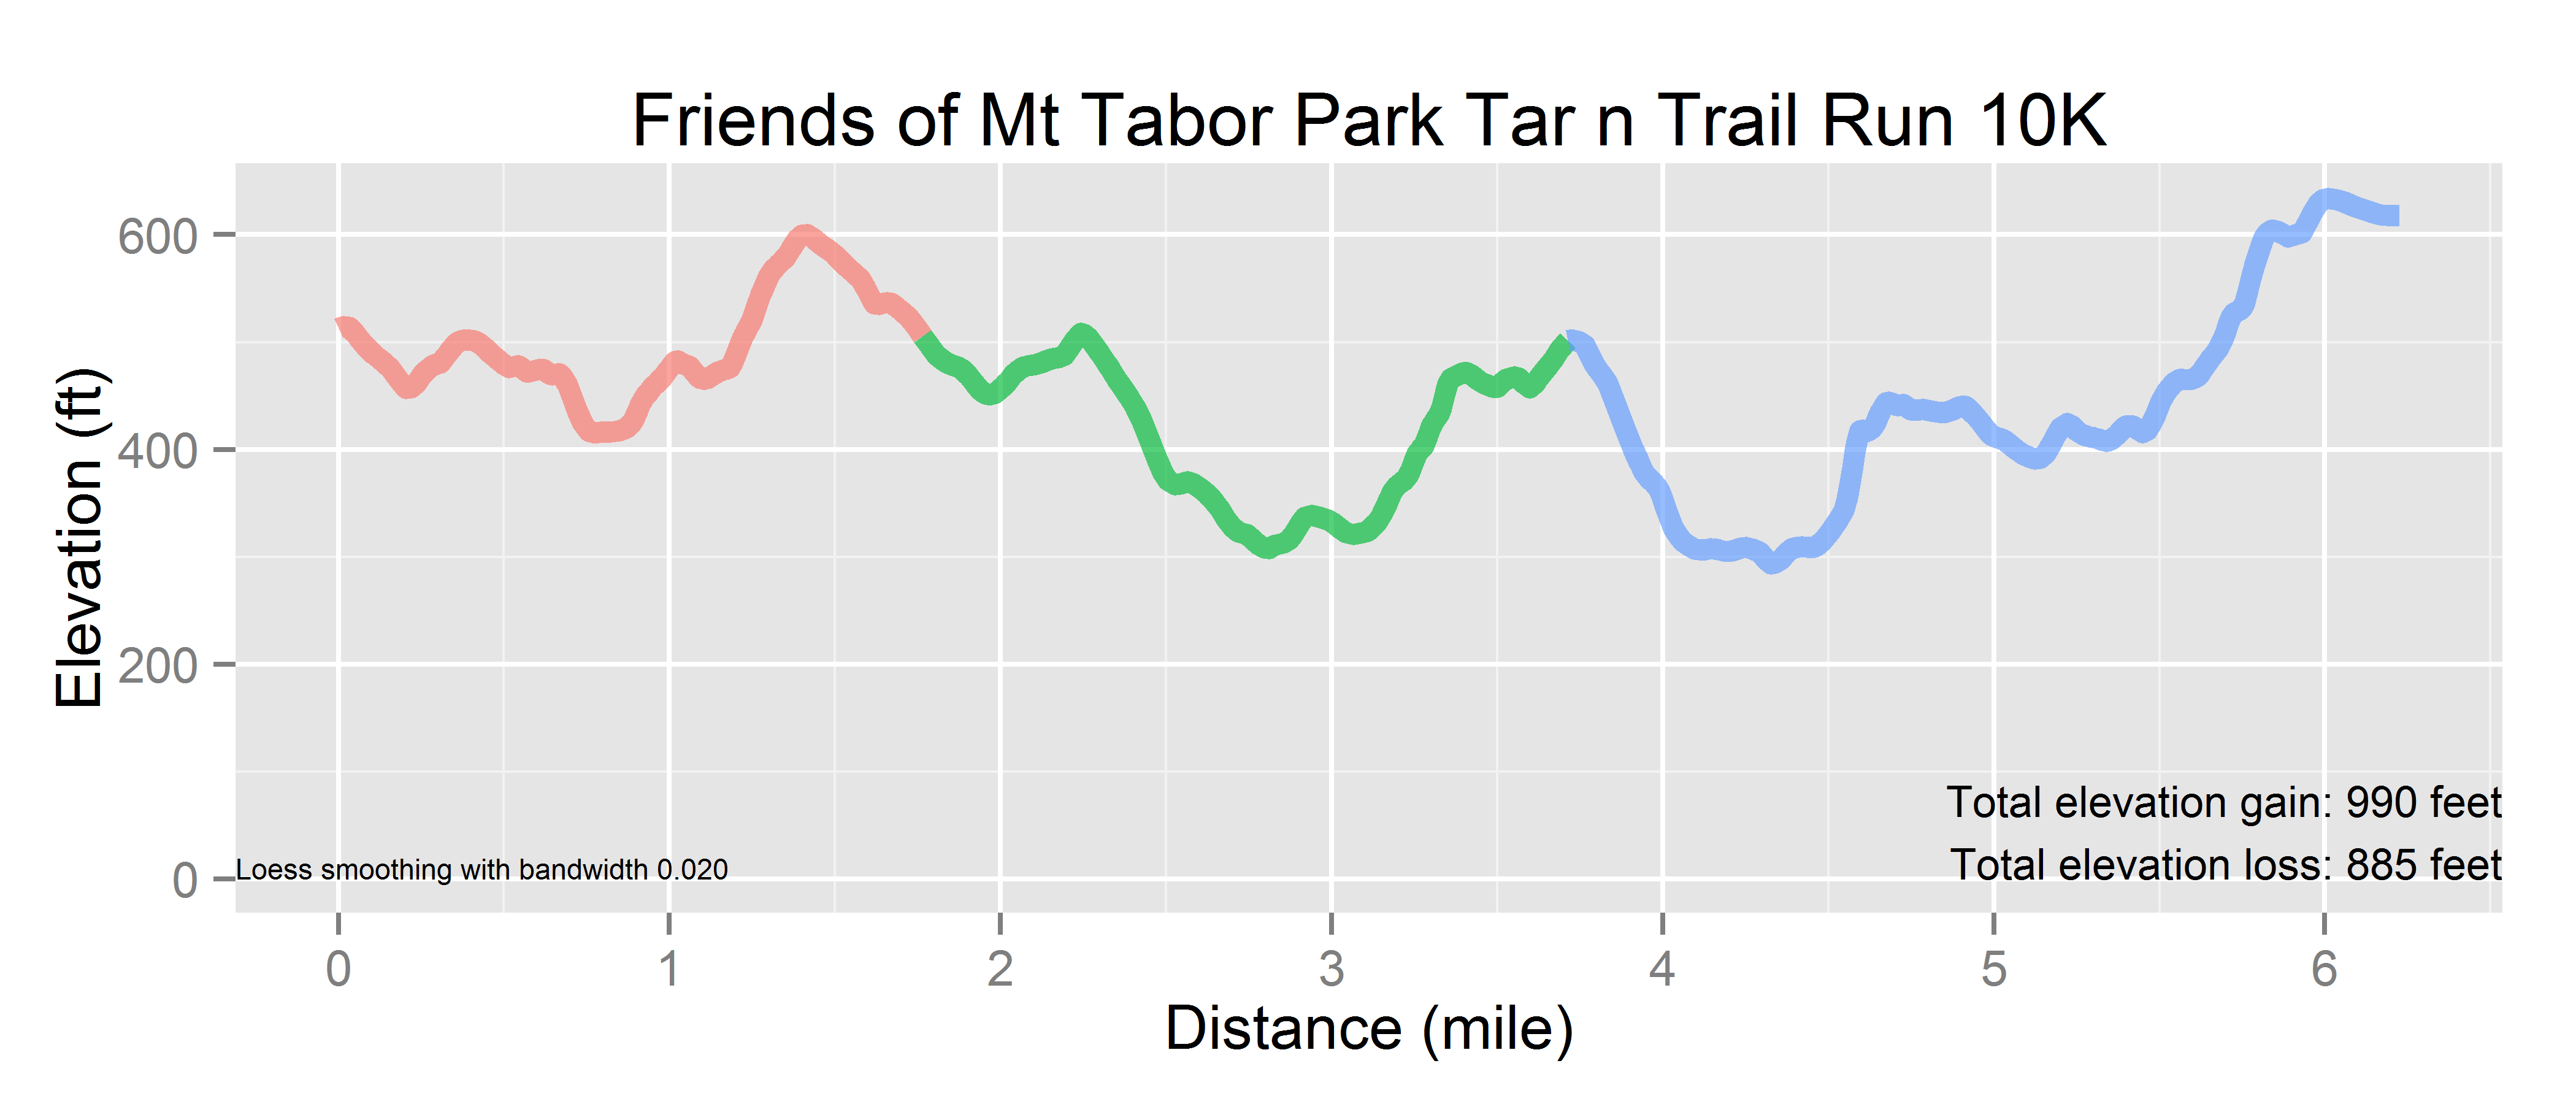 Friends of Mt Tabor Park Tar n Trail Run 10K
Elevation (ft)
600
400
200
0
Total elevation gain: 990 feet
Total elevation loss: 885 feet
Loess smoothing with bandwidth 0.020
0 1 2 3 4 5 6
Distance (mile)